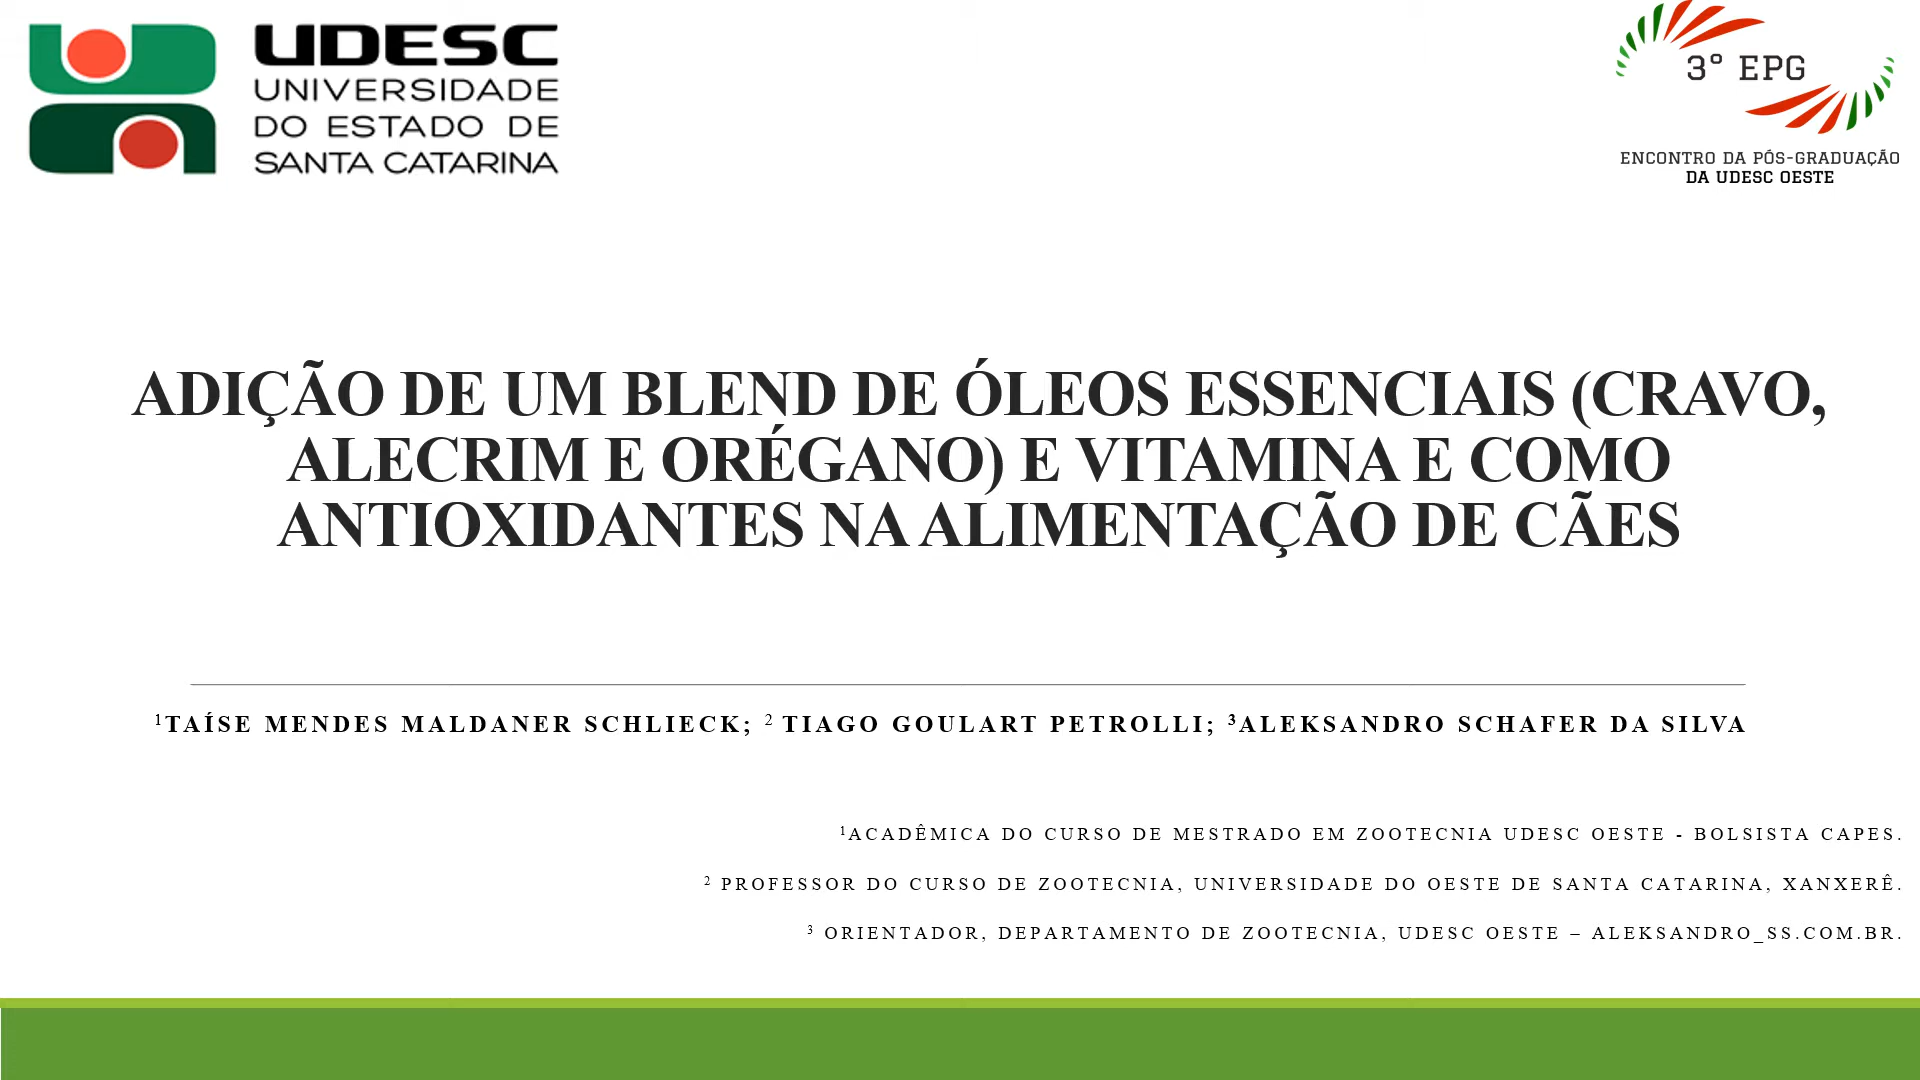 UDESC
UNIVERSIDADE
DO ESTADO DE
SANTA CATARINA
3º EPG
ENCONTRO DA PÓS-GRADUAÇÃO
DA UDESC OESTE
ADIÇÃO DE UM BLEND DE ÓLEOS ESSENCIAIS (CRAVO,
ALECRIM E ORÉGANO) E VITAMINA E COMO
ANTIOXIDANTES NA ALIMENTAÇÃO DE CÃES
¹TAÍSE MENDES MALDANER SCHLIECK; ² TIAGO GOULART PETROLLI; ³ALEKSANDRO SCHAFER DA SILVA
¹ACADÊMICA DO CURSO DE MESTRADO EM ZOOTECNIA UDESC OESTE - BOLSISTA CAPES.
² PROFESSOR DO CURSO DE ZOOTECNIA, UNIVERSIDADE DO OESTE DE SANTA CATARINA, XANXERÊ.
³ ORIENTADOR, DEPARTAMENTO DE ZOOTECNIA, UDESC OESTE – ALEKSANDRO_SS.COM.BR.